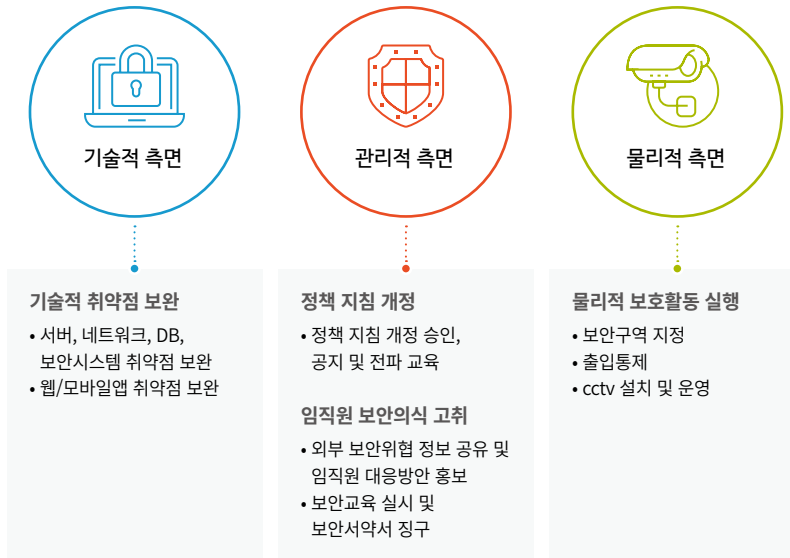 기술적 측면
관리적 측면
물리적 측면
기술적 취약점 보완
• 서버, 네트워크, DB,
보안시스템 취약점 보완
• 웹/모바일앱 취약점 보완
정책 지침 개정
• 정책 지침 개정 승인,
공지 및 전파 교육
임직원 보안의식 고취
• 외부 보안위협 정보 공유 및
임직원 대응방안 홍보
• 보안교육 실시 및
보안서약서 징구
물리적 보호활동 실행
• 보안구역 지정
• 출입통제
• cctv 설치 및 운영